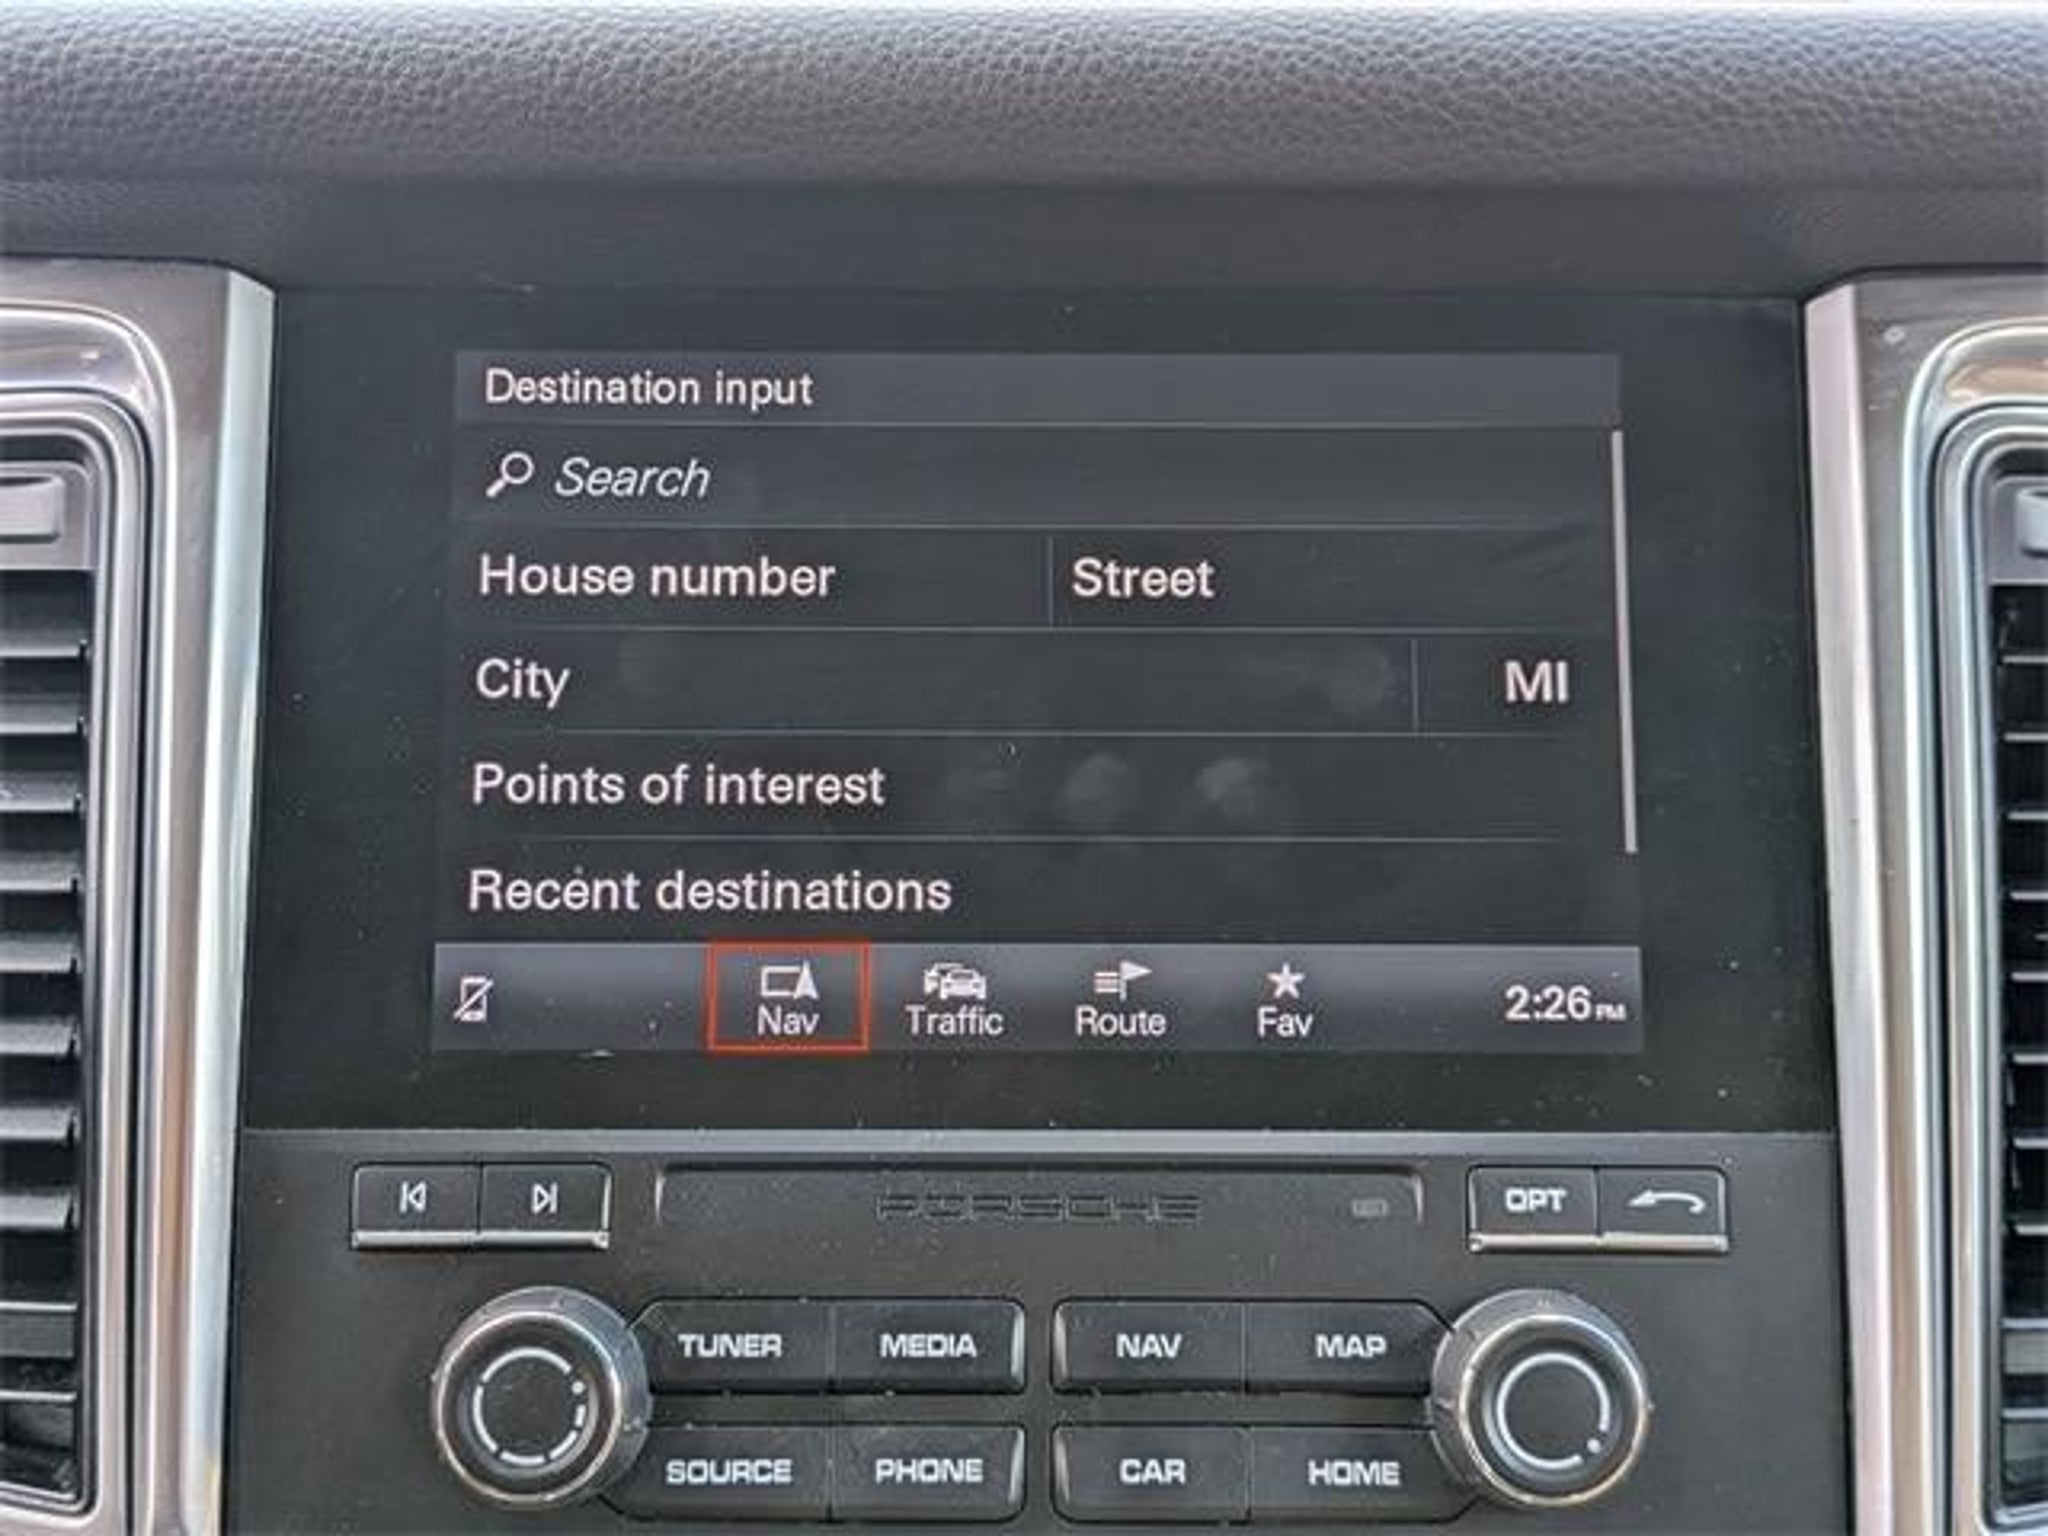 Destination input
Search
House number Street
City MI
Points of interest
Recent destinations
Nav Traffic Route Fav 2:26 PM
PORSCHE
OPT
TUNER MEDIA NAV MAP
SOURCE PHONE CAR HOME